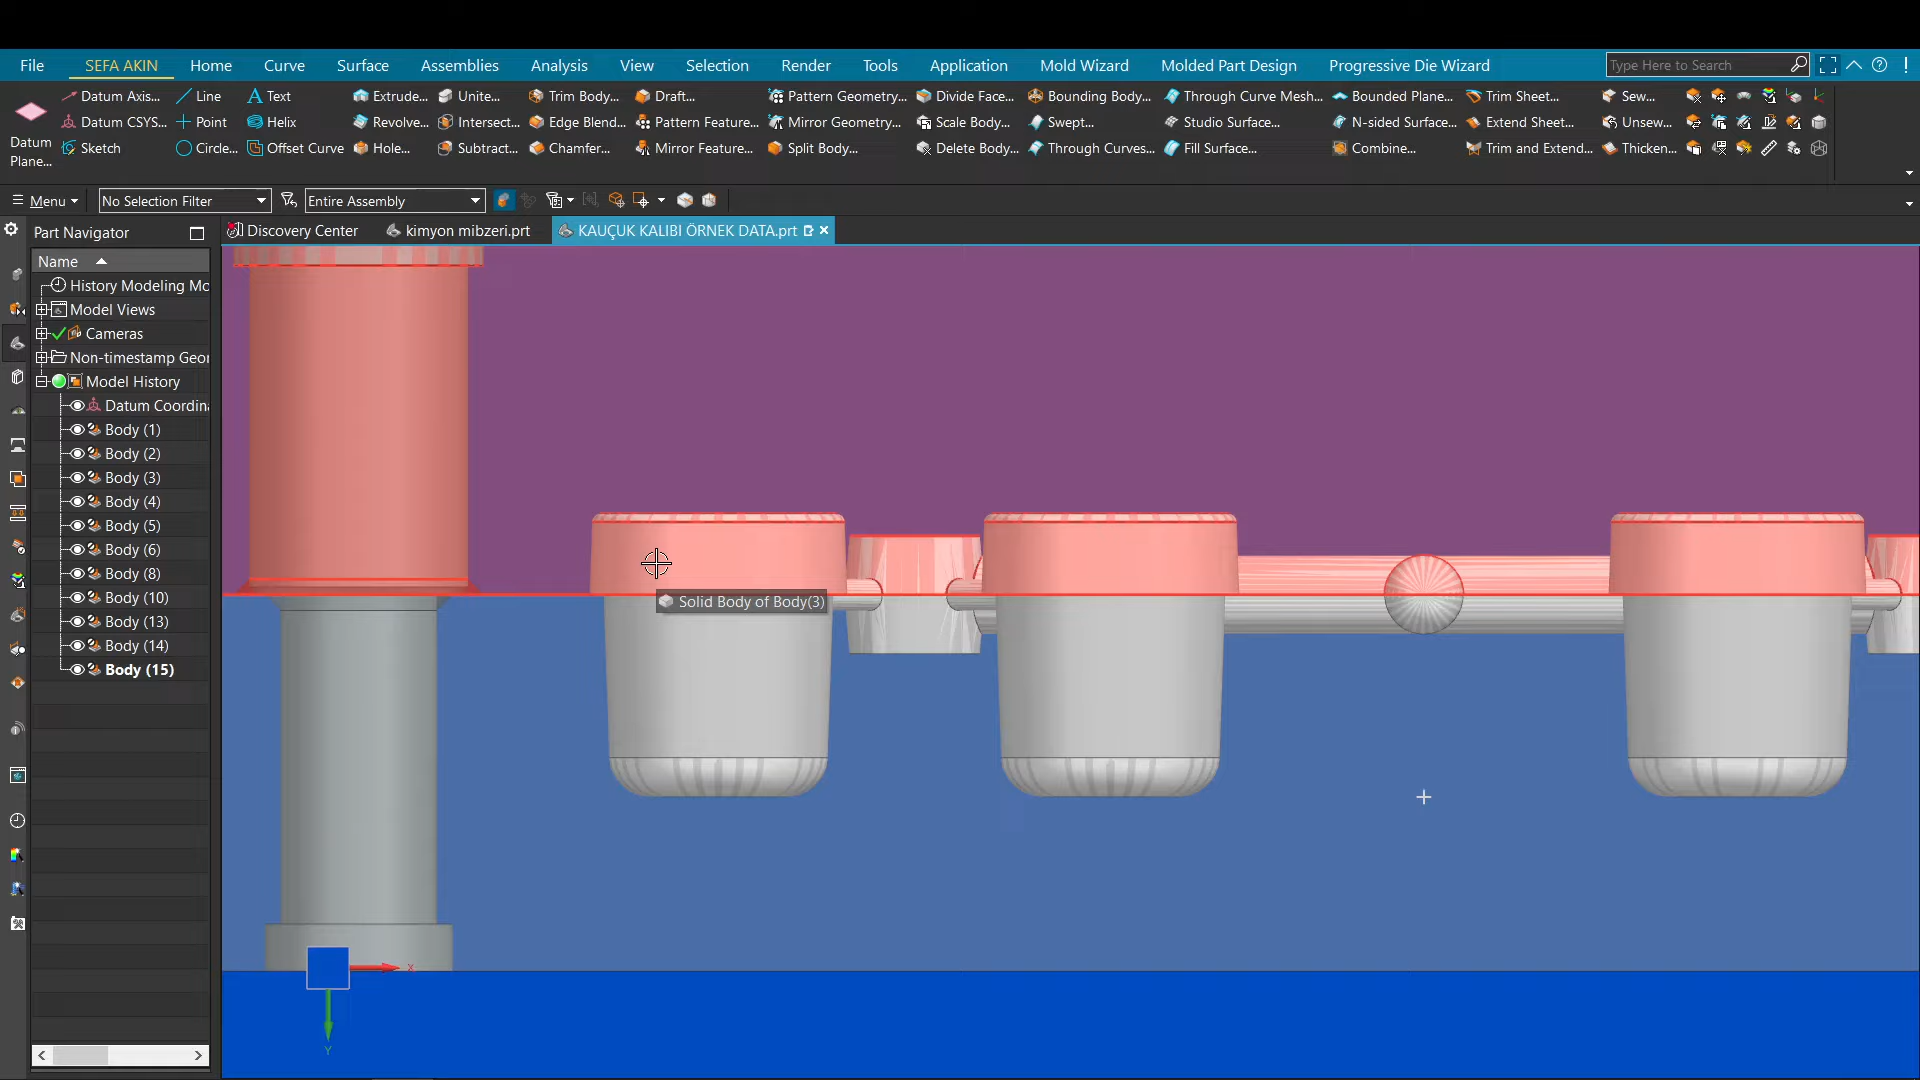 File SEFA AKIN Home Curve Surface Assemblies Analysis View Selection Render Tools Application Mold Wizard Molded Part Design Progressive Die Wizard Type Here to Search
Datum Axis... Line Text Extrude... Unite... Trim Body... Draft... Pattern Geometry... Divide Face... Bounding Body... Through Curve Mesh... Bounded Plane... Trim Sheet... Sew...
Datum CSYS... Point Helix Revolve... Intersect... Edge Blend... Pattern Feature... Mirror Geometry... Scale Body... Swept... Studio Surface... N-sided Surface... Extend Sheet... Unsew...
Datum Plane... Sketch Circle... Offset Curve Hole... Subtract... Chamfer... Mirror Feature... Split Body... Delete Body... Through Curves... Fill Surface... Combine... Trim and Extend... Thicken...
Menu No Selection Filter Entire Assembly
Part Navigator Discovery Center kimyon mibzeri.prt KAUÇUK KALIBI ÖRNEK DATA.prt
Name
History Modeling Mo
Model Views
Cameras
Non-timestamp Geo
Model History
Datum Coordin
Body (1)
Body (2)
Body (3)
Body (4)
Body (5)
Body (6)
Body (8)
Body (10)
Body (13)
Body (14)
Body (15)
Solid Body of Body(3)
X
Y